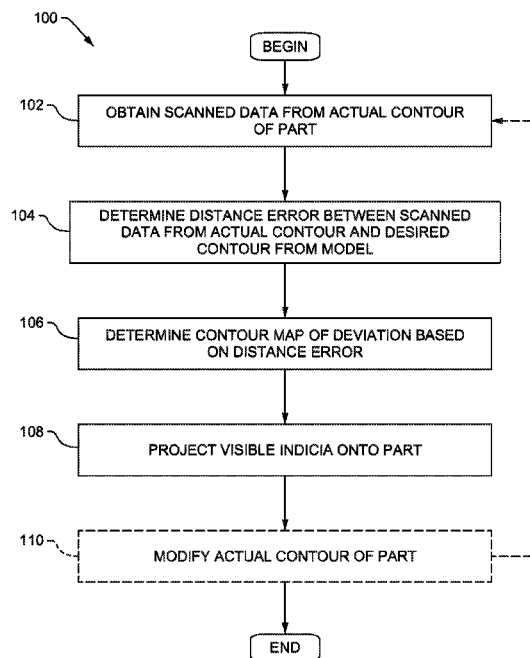 100
BEGIN
102
OBTAIN SCANNED DATA FROM ACTUAL CONTOUR
OF PART
104
DETERMINE DISTANCE ERROR BETWEEN SCANNED
DATA FROM ACTUAL CONTOUR AND DESIRED
CONTOUR FROM MODEL
106
DETERMINE CONTOUR MAP OF DEVIATION BASED
ON DISTANCE ERROR
108
PROJECT VISIBLE INDICIA ONTO PART
110
MODIFY ACTUAL CONTOUR OF PART
END